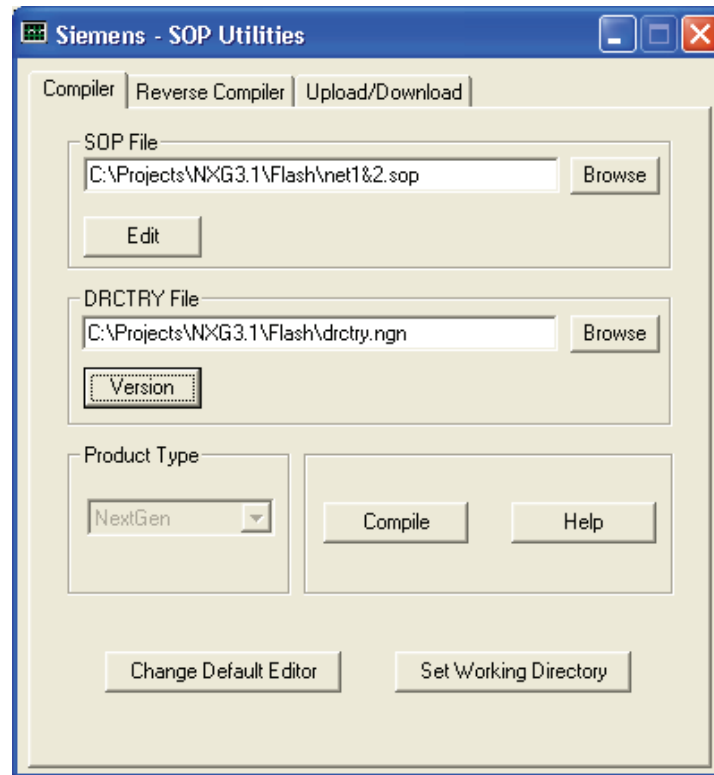 Siemens - SOP Utilities
Compiler Reverse Compiler Upload/Download
SOP File
C:\Projects\NXG3.1\Flash\net1&2.sop Browse
Edit
DRCTRY File
C:\Projects\NXG3.1\Flash\drctry.ngn Browse
Version
Product Type
NextGen Compile Help
Change Default Editor Set Working Directory